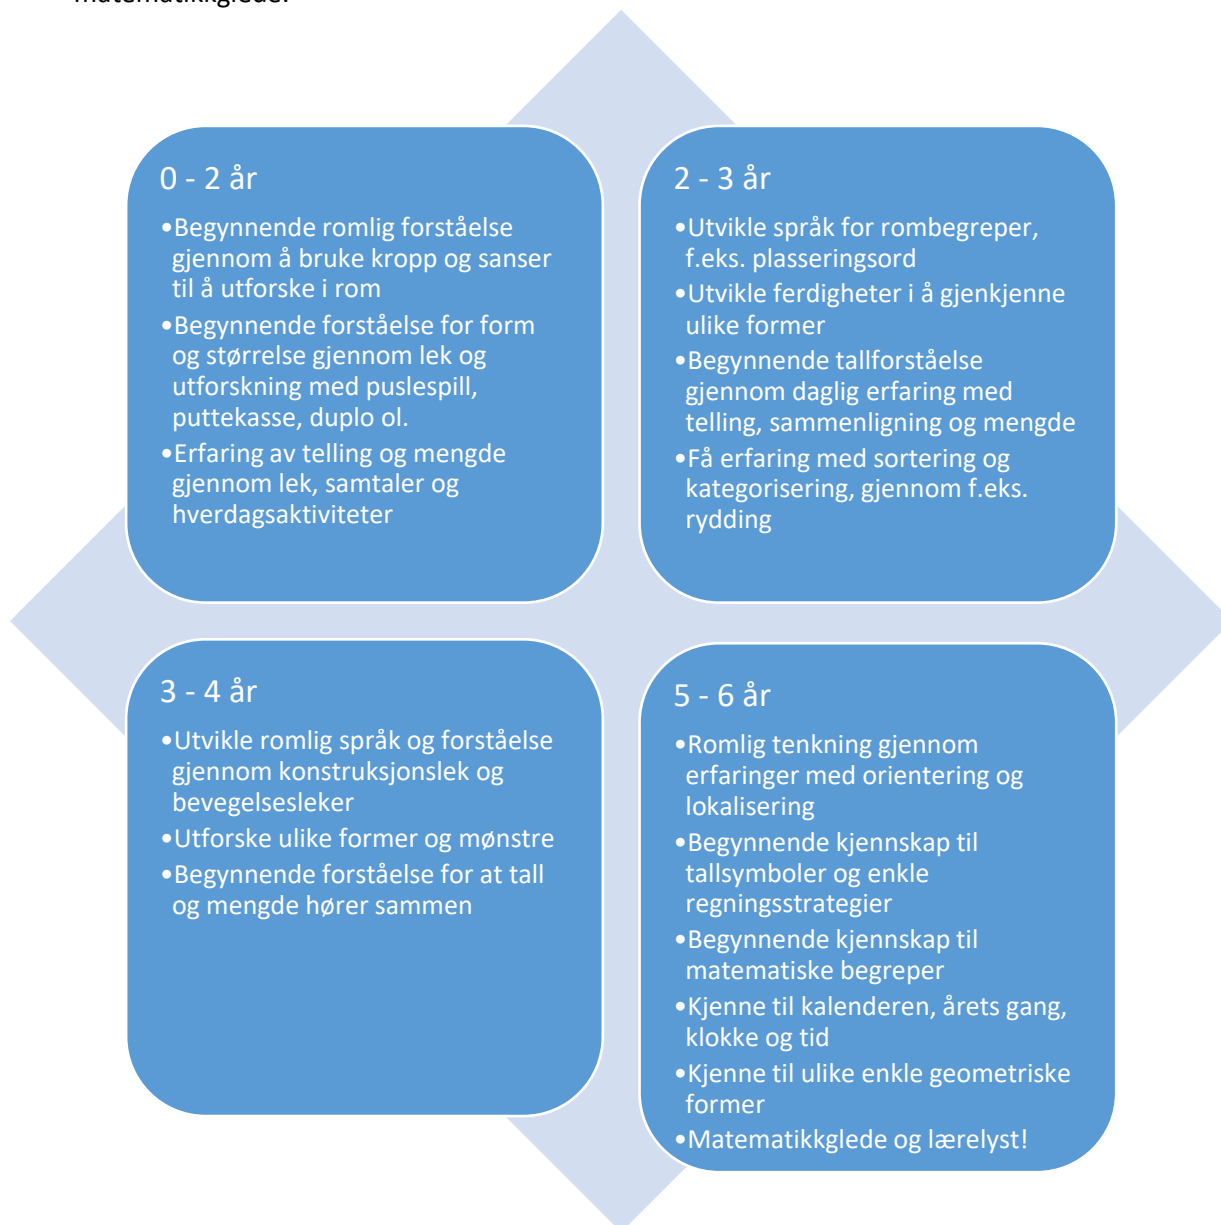 matematikkglede.
0 - 2 år
•Begynnende romlig forståelse
gjennom å bruke kropp og sanser
til å utforske i rom
•Begynnende forståelse for form
og størrelse gjennom lek og
utforskning med puslespill,
puttekasse, duplo ol.
•Erfaring av telling og mengde
gjennom lek, samtaler og
hverdagsaktiviteter
2 - 3 år
•Utvikle språk for rombegreper,
f.eks. plasseringsord
•Utvikle ferdigheter i å gjenkjenne
ulike former
•Begynnende tallforståelse
gjennom daglig erfaring med
telling, sammenligning og mengde
•Få erfaring med sortering og
kategorisering, gjennom f.eks.
rydding
3 - 4 år
•Utvikle romlig språk og forståelse
gjennom konstruksjonslek og
bevegelsesleker
•Utforske ulike former og mønstre
•Begynnende forståelse for at tall
og mengde hører sammen
5 - 6 år
•Romlig tenkning gjennom
erfaringer med orientering og
lokalisering
•Begynnende kjennskap til
tallsymboler og enkle
regningsstrategier
•Begynnende kjennskap til
matematiske begreper
•Kjenne til kalenderen, årets gang,
klokke og tid
•Kjenne til ulike enkle geometriske
former
•Matematikkglede og lærelyst!